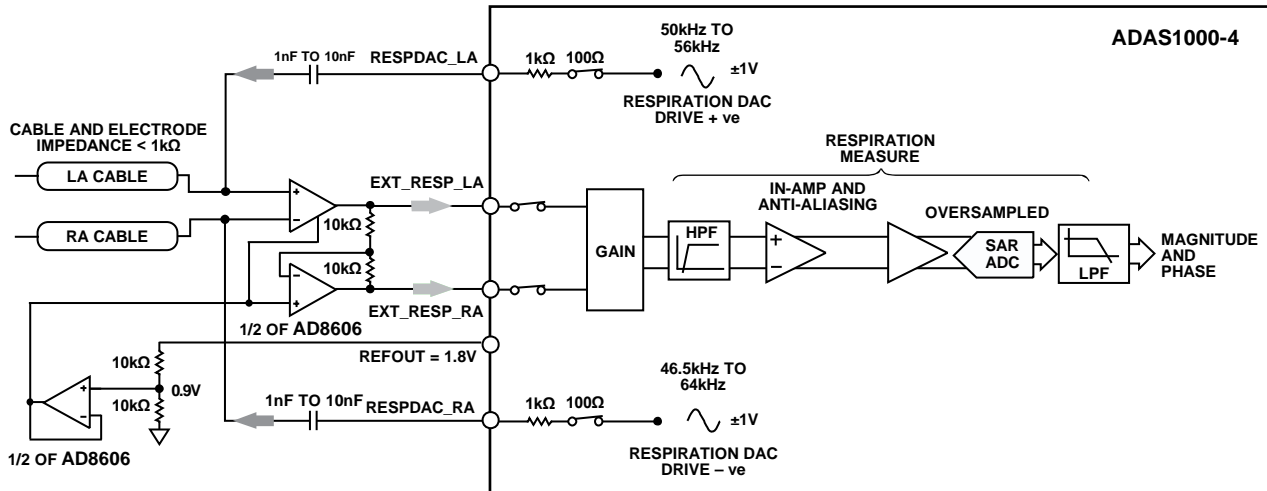 ADAS1000-4
50kHz TO
56kHz
±1V
RESPIRATION DAC
DRIVE + ve
1nF TO 10nF
RESPDAC_LA
1kΩ
100Ω
CABLE AND ELECTRODE
IMPEDANCE < 1kΩ
LA CABLE
RA CABLE
+
–
EXT_RESP_LA
10kΩ
10kΩ
–
+
EXT_RESP_RA
1/2 OF AD8606
GAIN
RESPIRATION
MEASURE
HPF
IN-AMP AND
ANTI-ALIASING
+
–
OVERSAMPLED
SAR
ADC
LPF
MAGNITUDE
AND
PHASE
REFOUT = 1.8V
10kΩ
0.9V
10kΩ
+
–
1/2 OF AD8606
1nF TO 10nF
RESPDAC_RA
1kΩ
100Ω
46.5kHz TO
64kHz
±1V
RESPIRATION DAC
DRIVE – ve